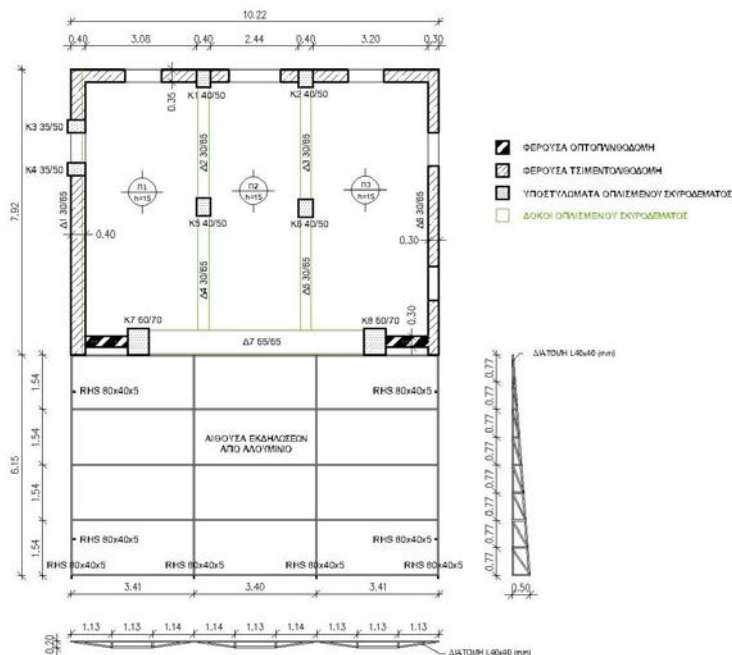 10.22
0.40 3.06 0.40 2.44 0.40 3.20 0.30
0.35
K1 40/50
K2 40/50
K3 35/50
K4 35/50
Δ2 30/65
Δ3 30/65
Π1
h=15
Π2
h=15
Π3
h=15
Δ1 30/65
Δ6 30/65
7.92
0.40
0.30
K5 40/50
K6 40/50
Δ4 30/65
Δ5 30/65
K7 60/70
K8 60/70
0.30
Δ7 65/65
ΦΕΡΟΥΣΑ ΟΠΤΟΠΛΙΝΘΟΔΟΜΗ
ΦΕΡΟΥΣΑ ΤΣΙΜΕΝΤΟΛΙΘΟΔΟΜΗ
ΥΠΟΣΤΥΛΩΜΑΤΑ ΟΠΛΙΣΜΕΝΟΥ ΣΚΥΡΟΔΕΜΑΤΟΣ
ΔΟΚΟΙ ΟΠΛΙΣΜΕΝΟΥ ΣΚΥΡΟΔΕΜΑΤΟΣ
6.15
1.54
1.54
1.54
1.54
RHS 80x40x5
RHS 80x40x5
ΑΙΘΟΥΣΑ ΕΚΔΗΛΩΣΕΩΝ
ΑΠΟ ΑΛΟΥΜΙΝΙΟ
RHS 80x40x5
RHS 80x40x5
RHS 80x40x5 RHS 80x40x5 RHS 80x40x5 RHS 80x40x5
3.41 3.40 3.41
ΔΙΑΤΟΜΗ L40x40 (mm)
0.77
0.77
0.77
0.77
0.77
0.77
0.77
0.77
0.50
1.13 1.13 1.14 1.13 1.13 1.14 1.13 1.13 1.13
0.20
ΔΙΑΤΟΜΗ L40x40 (mm)